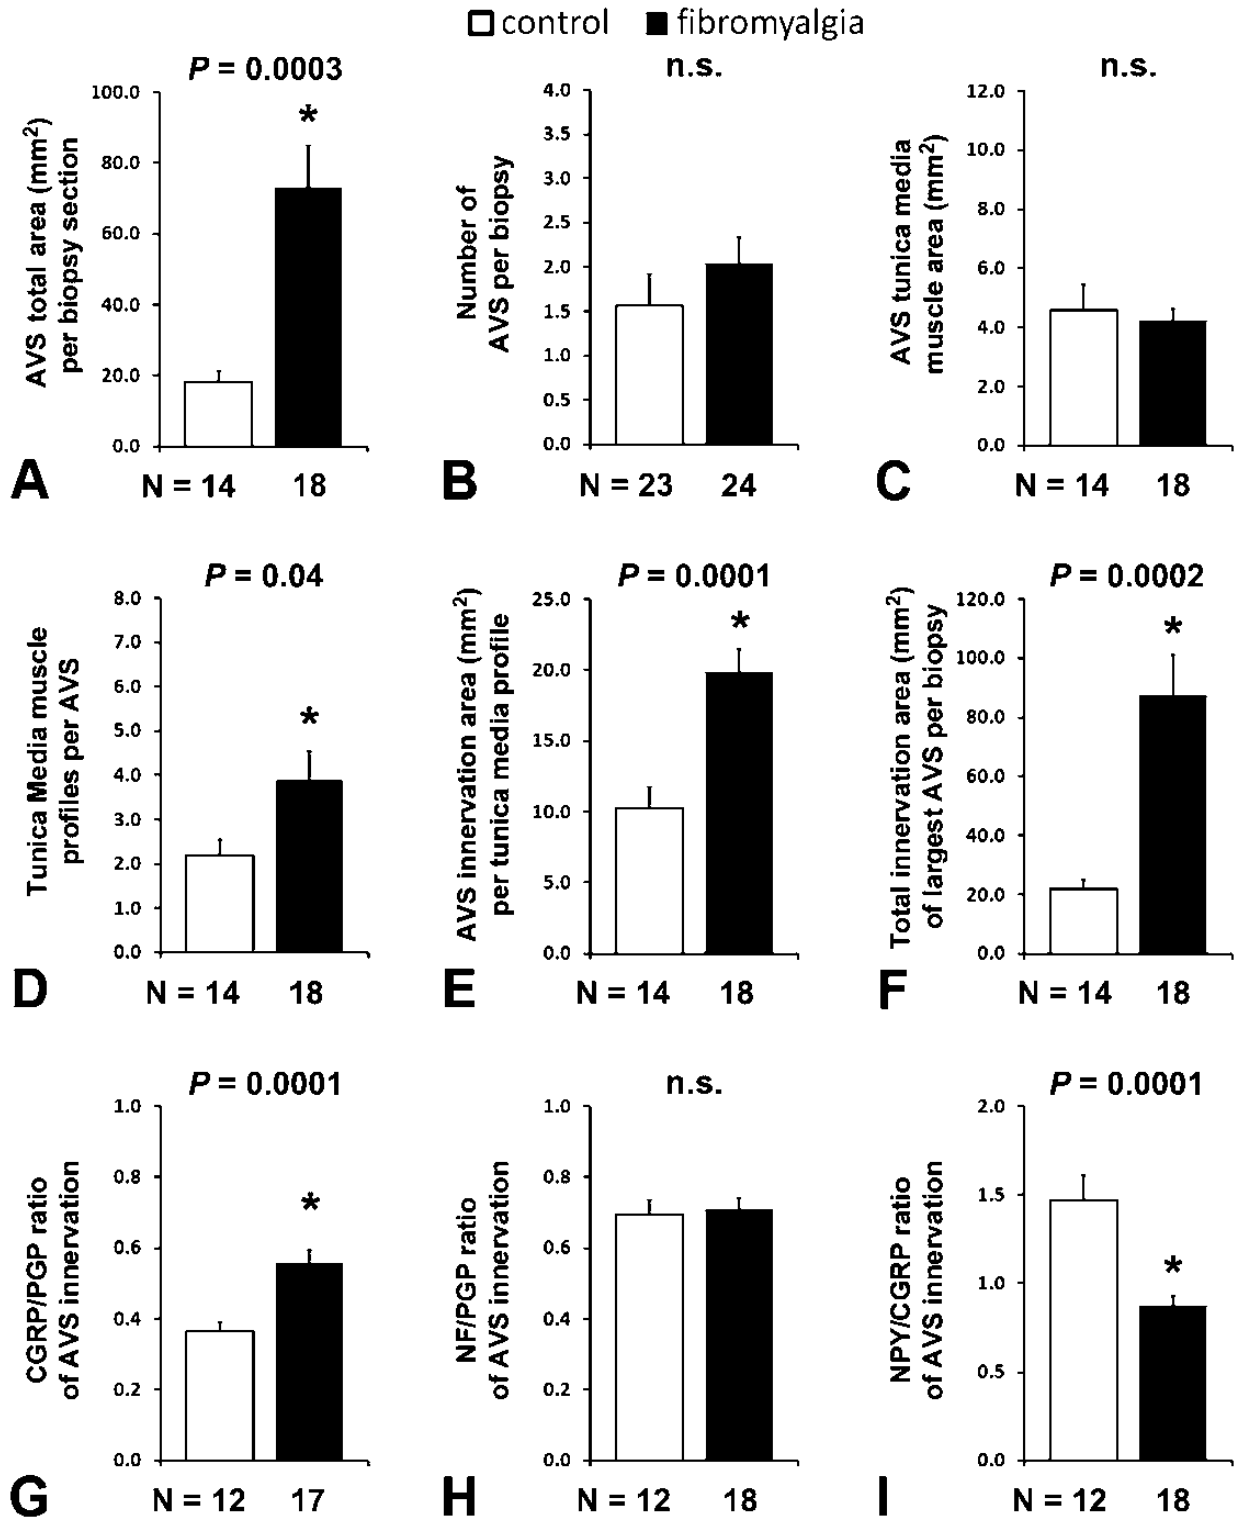 control fibromyalgia
P = 0.0003
AVS total area (mm²)
per biopsy section
100.0
80.0
60.0
40.0
20.0
0.0
A
N = 14 18
n.s.
Number of
AVS per biopsy
4.0
3.5
3.0
2.5
2.0
1.5
1.0
0.5
0.0
B
N = 23 24
n.s.
AVS tunica media
muscle area (mm²)
12.0
10.0
8.0
6.0
4.0
2.0
0.0
C
N = 14 18
P = 0.04
Tunica Media muscle
profiles per AVS
8.0
7.0
6.0
5.0
4.0
3.0
2.0
1.0
0.0
*
D
N = 14 18
P = 0.0001
AVS innervation area (mm²)
per tunica media profile
25.0
20.0
15.0
10.0
5.0
0.0
*
E
N = 14 18
P = 0.0002
Total innervation area (mm²)
of largest AVS per biopsy
120.0
100.0
80.0
60.0
40.0
20.0
0.0
*
F
N = 14 18
P = 0.0001
CGRP/PGP ratio
of AVS innervation
1.0
0.8
0.6
0.4
0.2
0.0
*
G
N = 12 17
n.s.
NF/PGP ratio
of AVS innervation
1.0
0.8
0.6
0.4
0.2
0.0
H
N = 12 18
P = 0.0001
NPY/CGRP ratio
of AVS innervation
2.0
1.5
1.0
0.5
0.0
*
I
N = 12 18